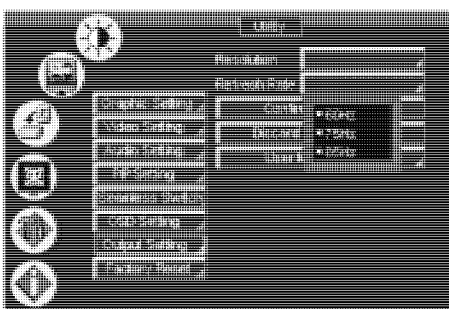 Utility
Resolution
Refresh Rate
Graphic Setting
Video Setting
Audio Setting
PIP Setting
Seamless Switch
OSD Setting
Output Setting
Factory Reset
60Hz
75Hz
85Hz